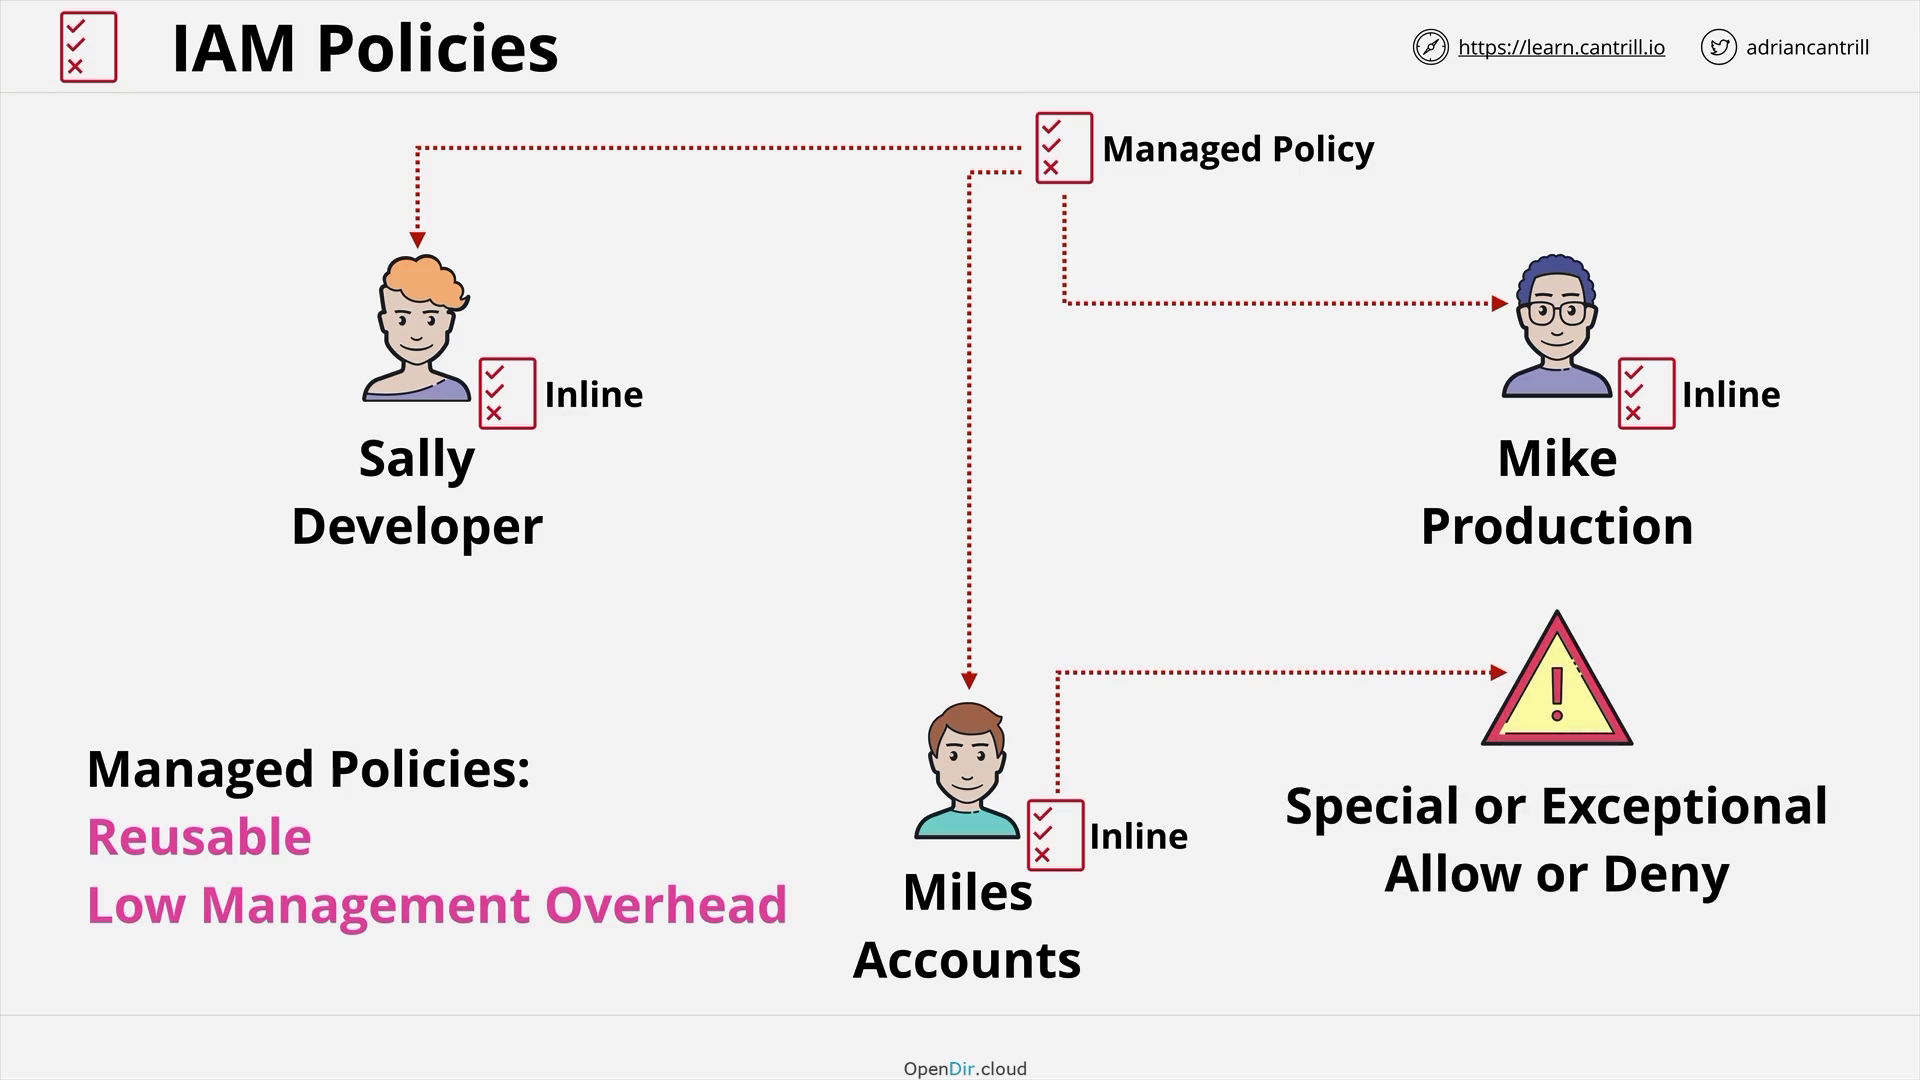 IAM Policies
https://learn.cantrill.io
adriancantrill
Managed Policy
Inline
Sally
Developer
Inline
Mike
Production
Managed Policies:
Reusable
Low Management Overhead
Inline
Miles
Accounts
Special or Exceptional
Allow or Deny
OpenDir.cloud